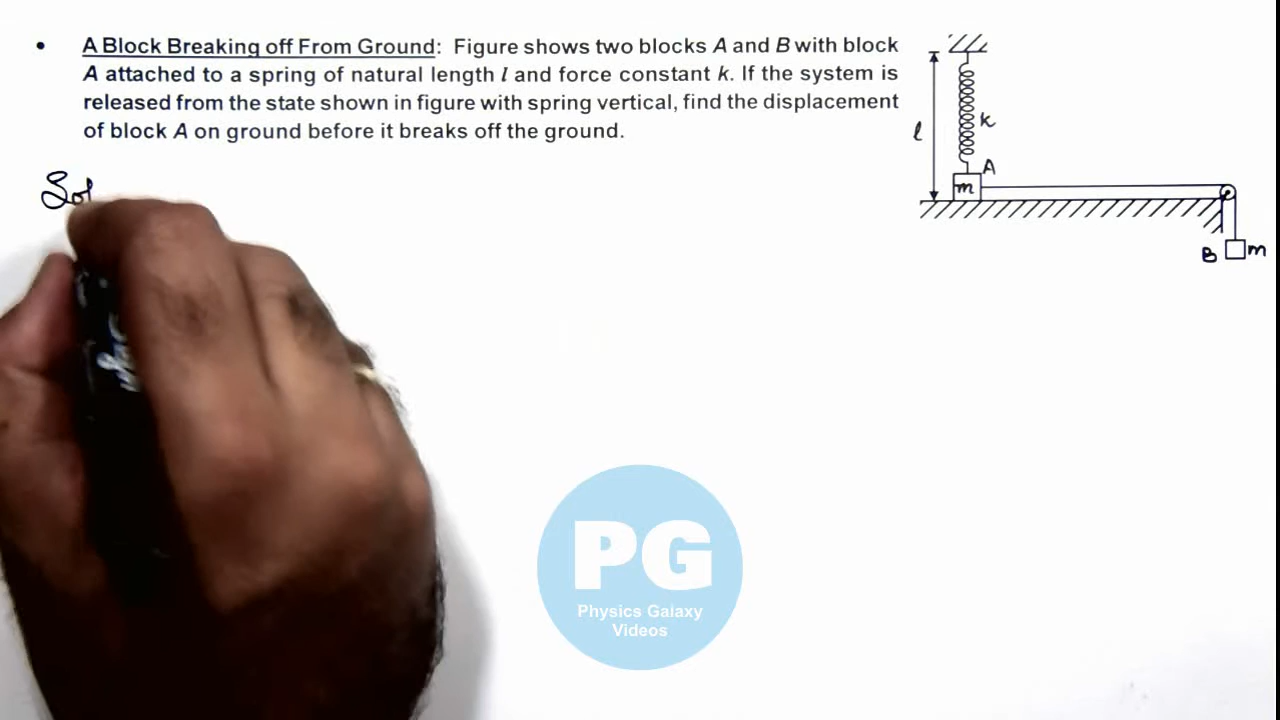 • A Block Breaking off From Ground: Figure shows two blocks A and B with block
A attached to a spring of natural length l and force constant k. If the system is
released from the state shown in figure with spring vertical, find the displacement
of block A on ground before it breaks off the ground.
l
k
A
m
B m
Sol
PG
Physics Galaxy
Videos